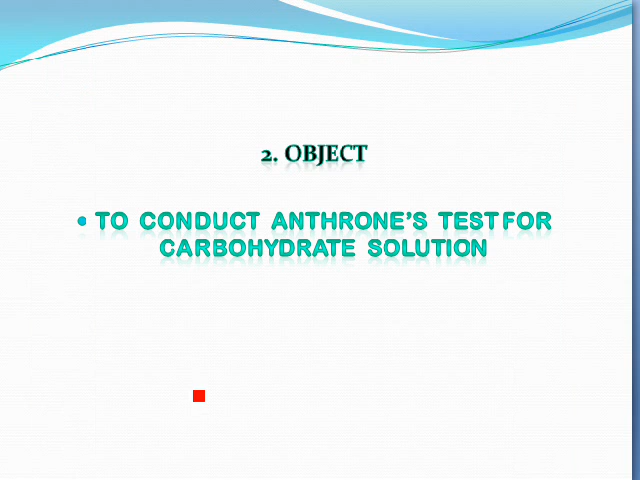 2. OBJECT
• TO CONDUCT ANTHRONE’S TEST FOR
CARBOHYDRATE SOLUTION